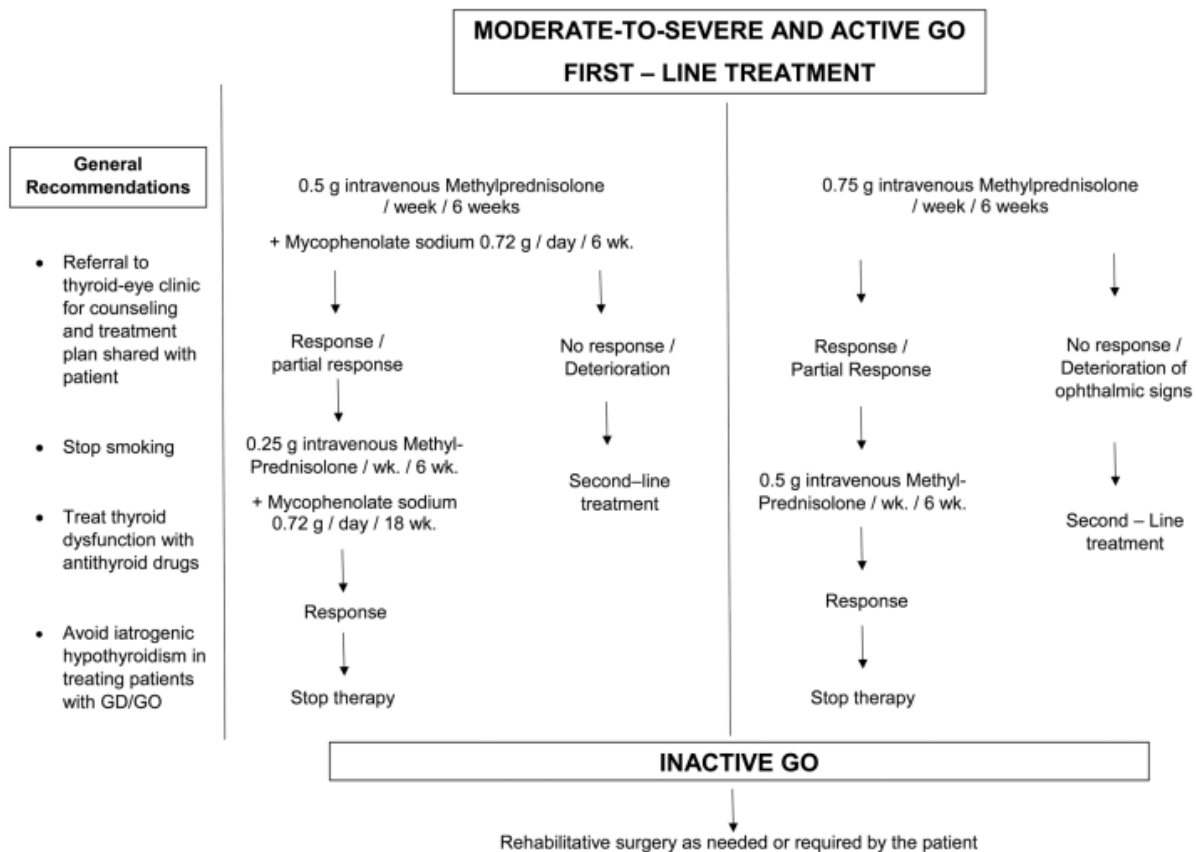 MODERATE-TO-SEVERE AND ACTIVE GO
FIRST – LINE TREATMENT
General
Recommendations
• Referral to
thyroid-eye clinic
for counseling
and treatment
plan shared with
patient
• Stop smoking
• Treat thyroid
dysfunction with
antithyroid drugs
• Avoid iatrogenic
hypothyroidism in
treating patients
with GD/GO
0.5 g intravenous Methylprednisolone
/ week / 6 weeks
+ Mycophenolate sodium 0.72 g / day / 6 wk.
Response /
partial response
0.25 g intravenous Methyl-
Prednisolone / wk. / 6 wk.
+ Mycophenolate sodium
0.72 g / day / 18 wk.
Response
Stop therapy
No response /
Deterioration
Second–line
treatment
0.75 g intravenous Methylprednisolone
/ week / 6 weeks
Response /
Partial Response
0.5 g intravenous Methyl-
Prednisolone / wk. / 6 wk.
Response
Stop therapy
No response /
Deterioration of
ophthalmic signs
Second – Line
treatment
INACTIVE GO
Rehabilitative surgery as needed or required by the patient